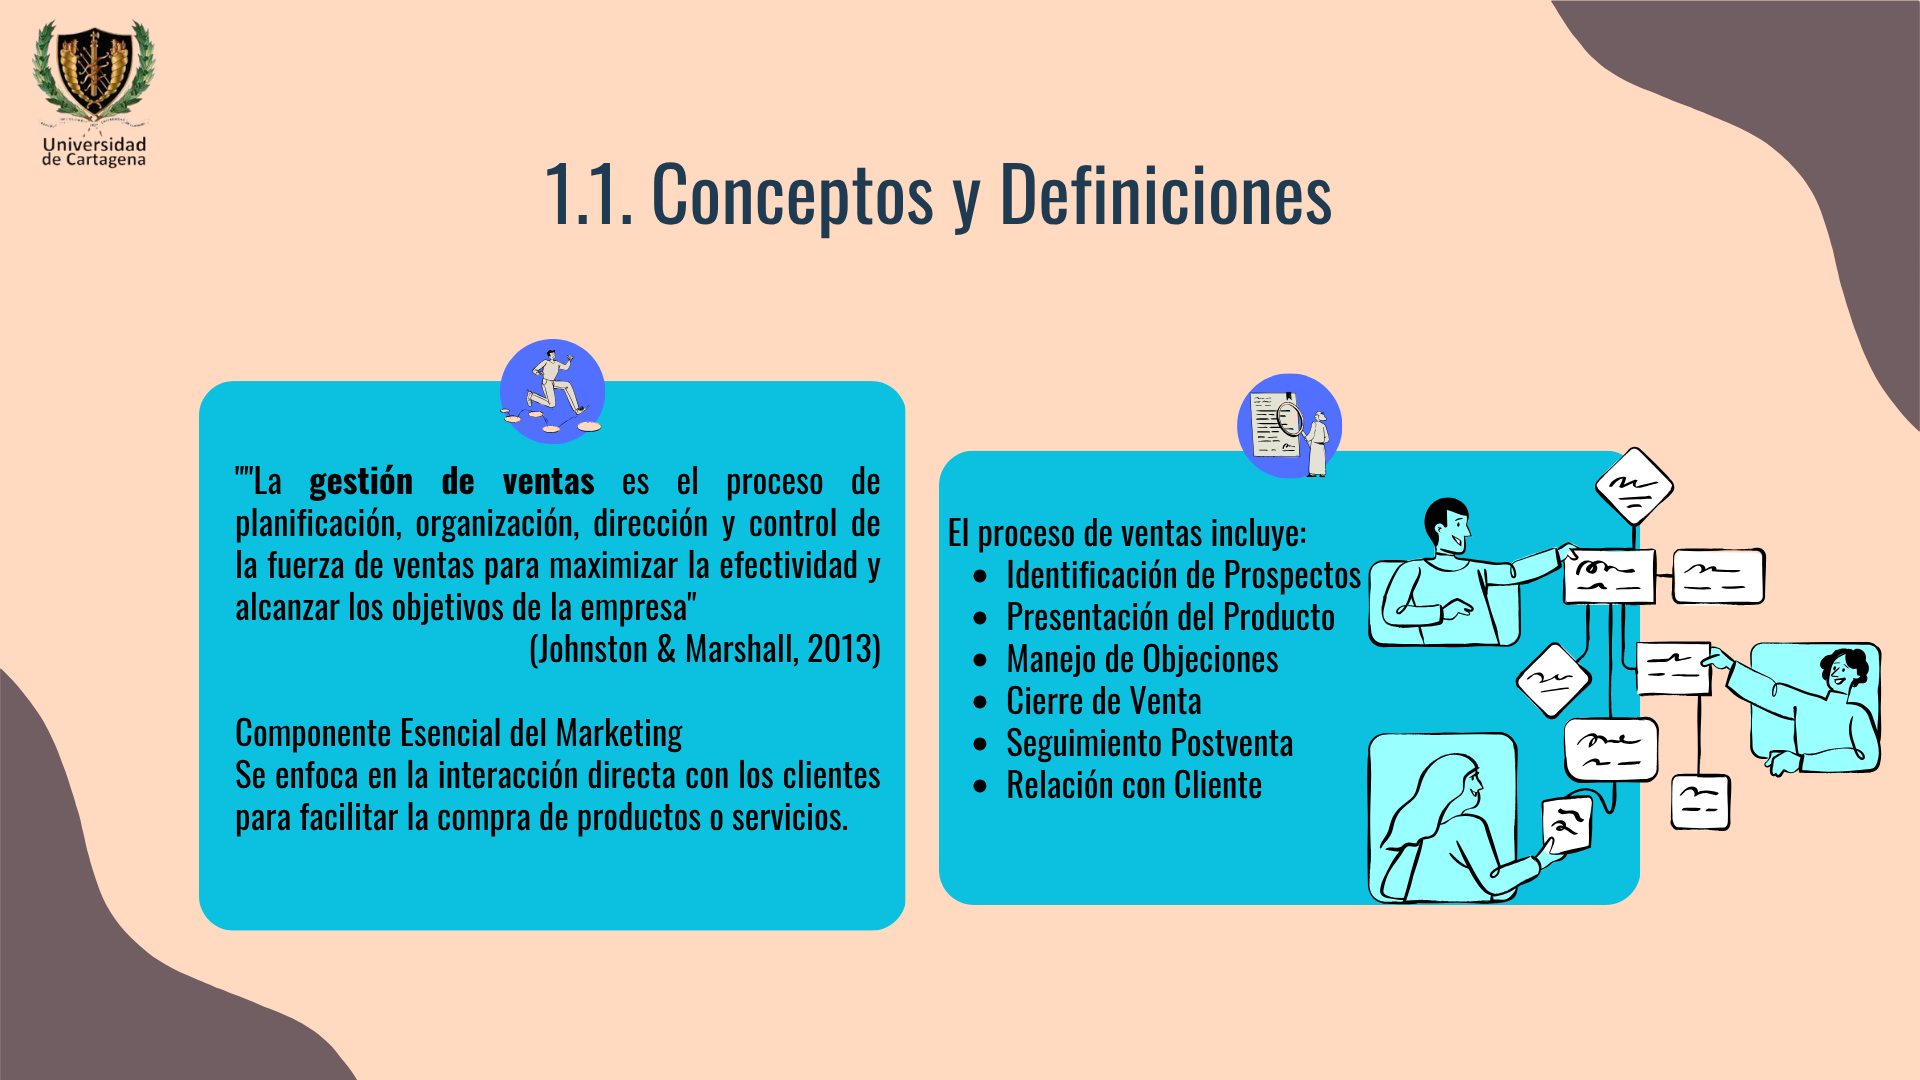 Universidad
de Cartagena
1.1. Conceptos y Definiciones
""La gestión de ventas es el proceso de
planificación, organización, dirección y control de
la fuerza de ventas para maximizar la efectividad y
alcanzar los objetivos de la empresa"
(Johnston & Marshall, 2013)
Componente Esencial del Marketing
Se enfoca en la interacción directa con los clientes
para facilitar la compra de productos o servicios.
El proceso de ventas incluye:
• Identificación de Prospectos
• Presentación del Producto
• Manejo de Objeciones
• Cierre de Venta
• Seguimiento Postventa
• Relación con Cliente